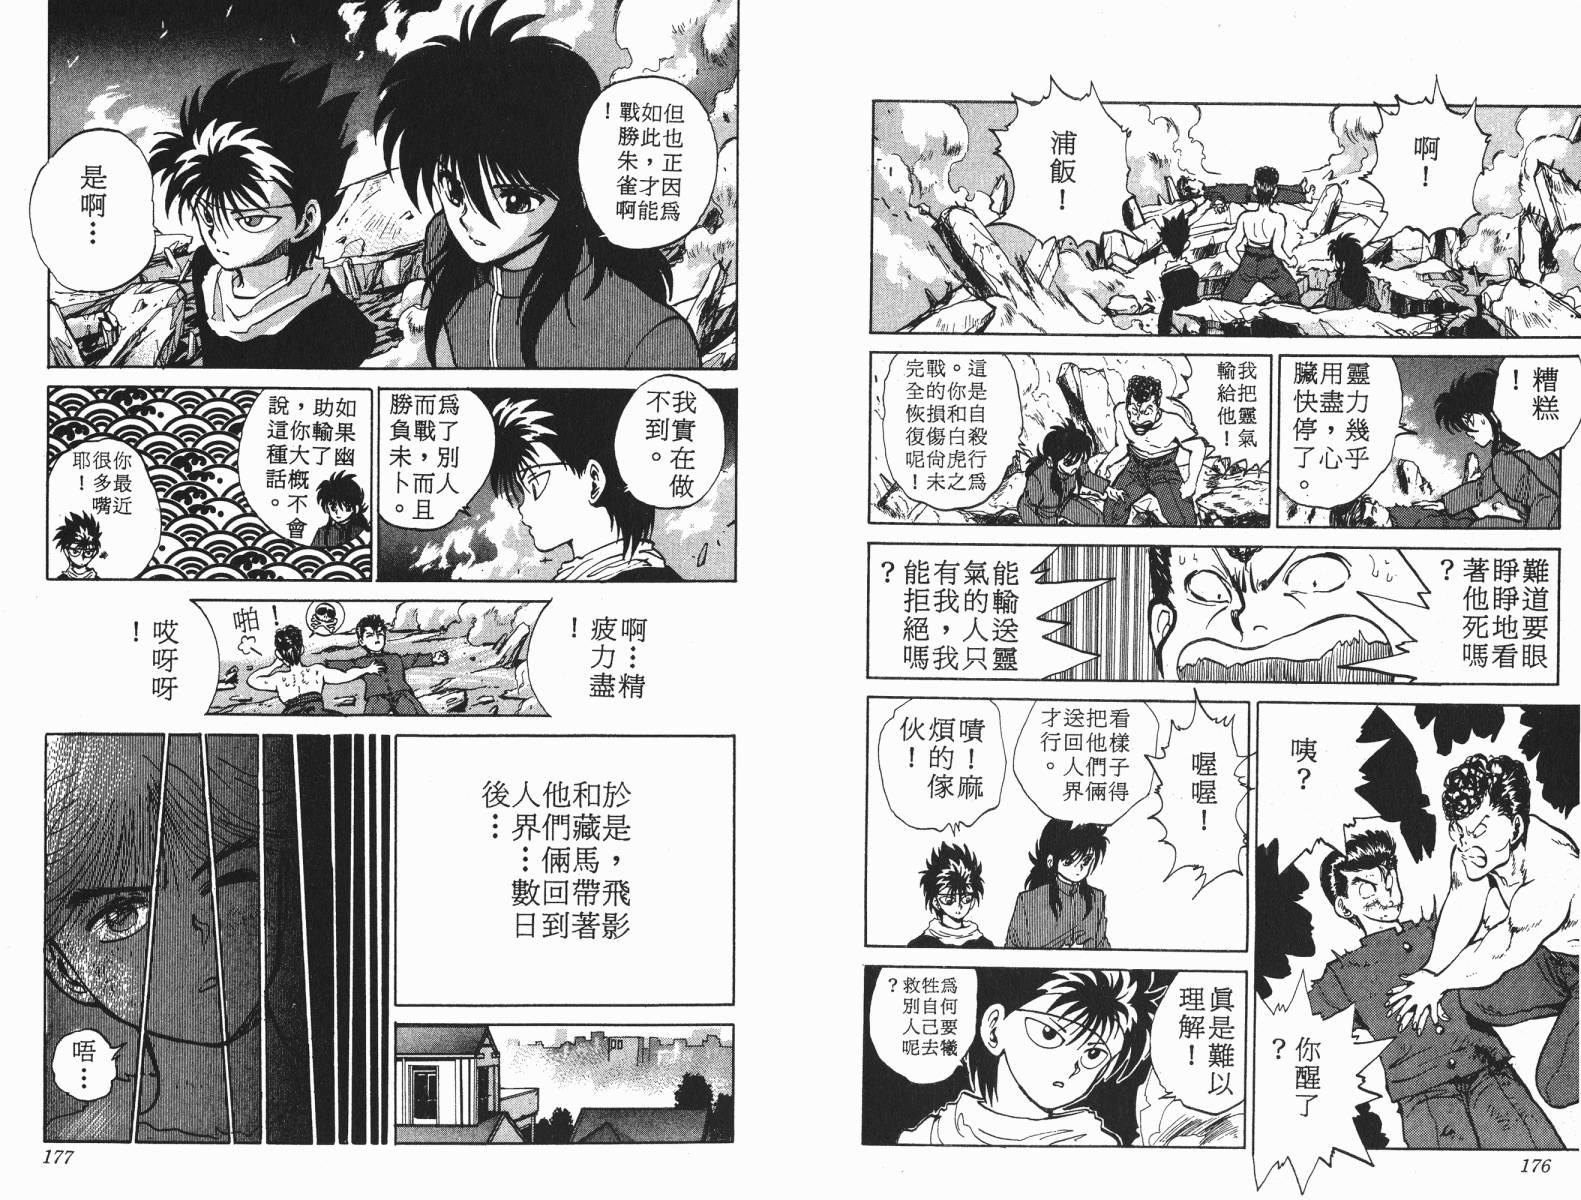 啊！
浦飯！
糟糕
！
靈力幾乎
用盡，心
臟快停
了。
我把靈氣
輸給他！
這是自殺行為
。你和白虎之
戰的損傷尚未
完全恢復呢！
難道要眼
睜睜地看
著他死嗎
？
能輸送靈
氣的人只
有我，我
能拒絕嗎
？
咦？
你醒了
？
喔喔！
看樣子得
把他們倆
送回人界
才行。
嘖！麻
煩的傢
伙！
真是難以
理解！
為何要犧
牲自己去
救別人呢
？
176
但也正因為
如此，才能
戰勝朱雀啊
！
是啊…
我實在做
不到。
為了別人
而戰，而且
勝負未卜。
如果幽
助輸了
，你大概不會
說這種話。
你最近
很多嘴
耶！
啊…精
疲力盡
！
啪！
哎呀呀
！
於是，飛影
和藏馬帶著
他們倆回到
人界…數日
後…
唔…
177